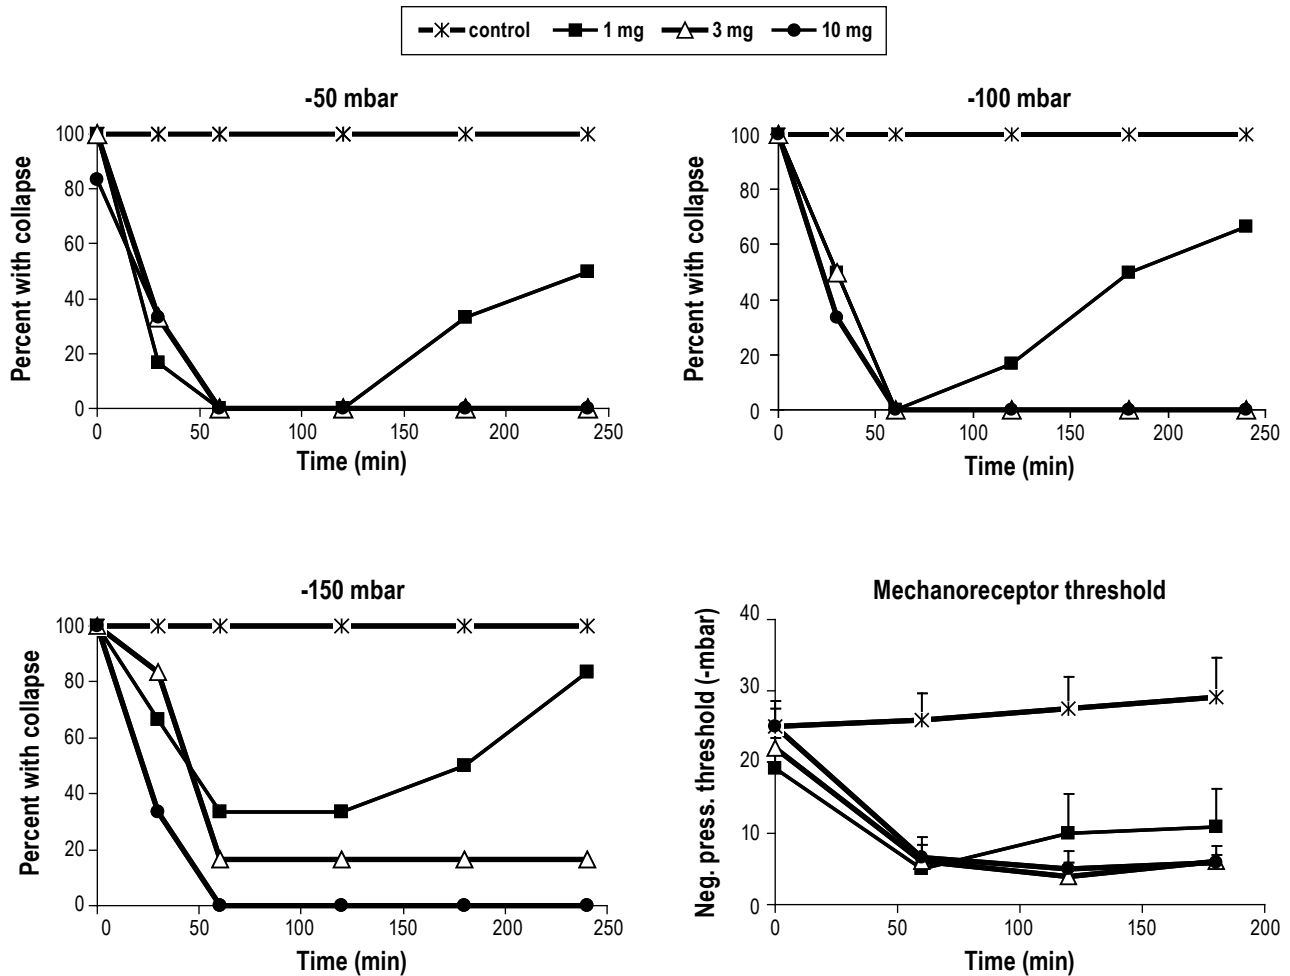 control 1 mg 3 mg 10 mg
-50 mbar
Percent with collapse
100
80
60
40
20
0
0 50 100 150 200 250
Time (min)
-100 mbar
Percent with collapse
100
80
60
40
20
0
0 50 100 150 200 250
Time (min)
-150 mbar
Percent with collapse
100
80
60
40
20
0
0 50 100 150 200 250
Time (min)
Mechanoreceptor threshold
Neg. press. threshold (-mbar)
40
30
20
10
0
0 50 100 150 200
Time (min)